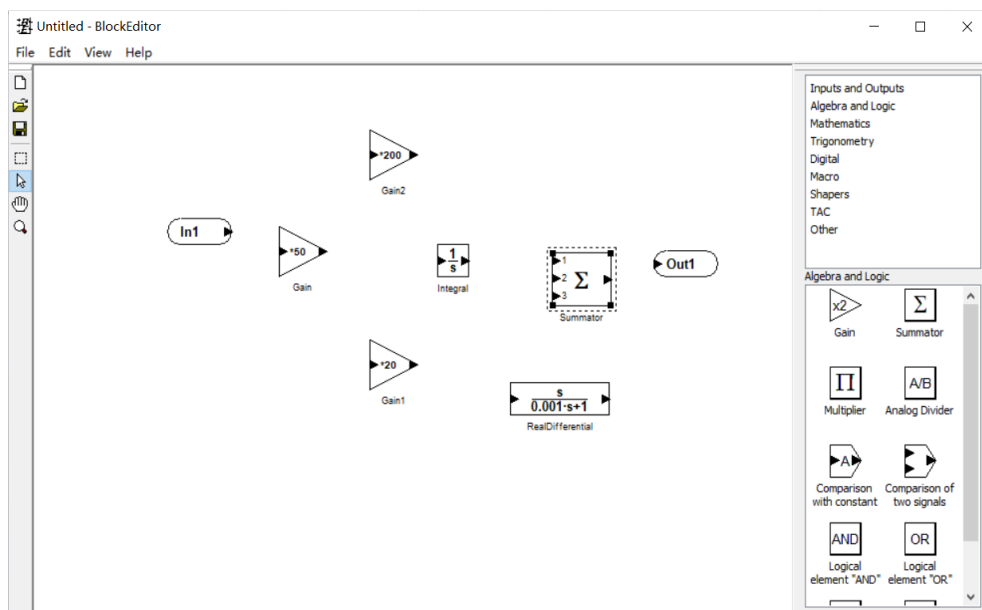 Untitled - BlockEditor
File Edit View Help
*200
Gain2
In1
*50
Gain
1
s
Integral
1
2
3
Σ
Summator
Out1
*20
Gain1
s
0.001·s+1
RealDifferential
Inputs and Outputs
Algebra and Logic
Mathematics
Trigonometry
Digital
Macro
Shapers
TAC
Other
Algebra and Logic
x2
Σ
Gain
Summator
Π
A/B
Multiplier
Analog Divider
A
Comparison
with constant
Comparison of
two signals
AND
OR
Logical
element "AND"
Logical
element "OR"